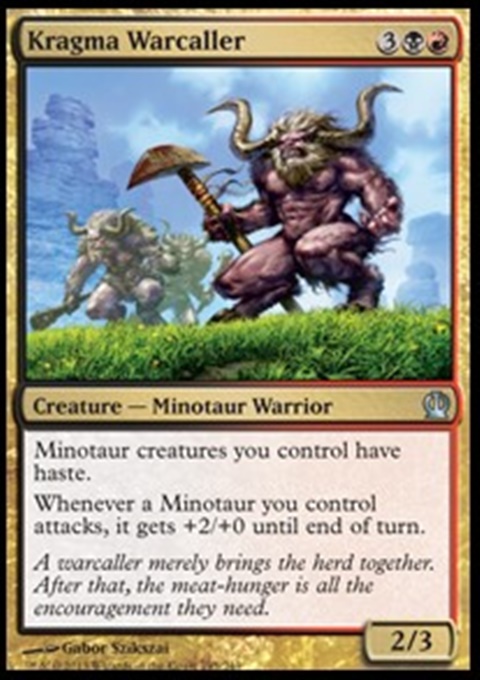 Kragma Warcaller 3
Creature — Minotaur Warrior
Minotaur creatures you control have
haste.
Whenever a Minotaur you control
attacks, it gets +2/+0 until end of turn.
A warcaller merely brings the herd together.
After that, the meat-hunger is all the
encouragement they need.
Gabor Szikszai
2/3